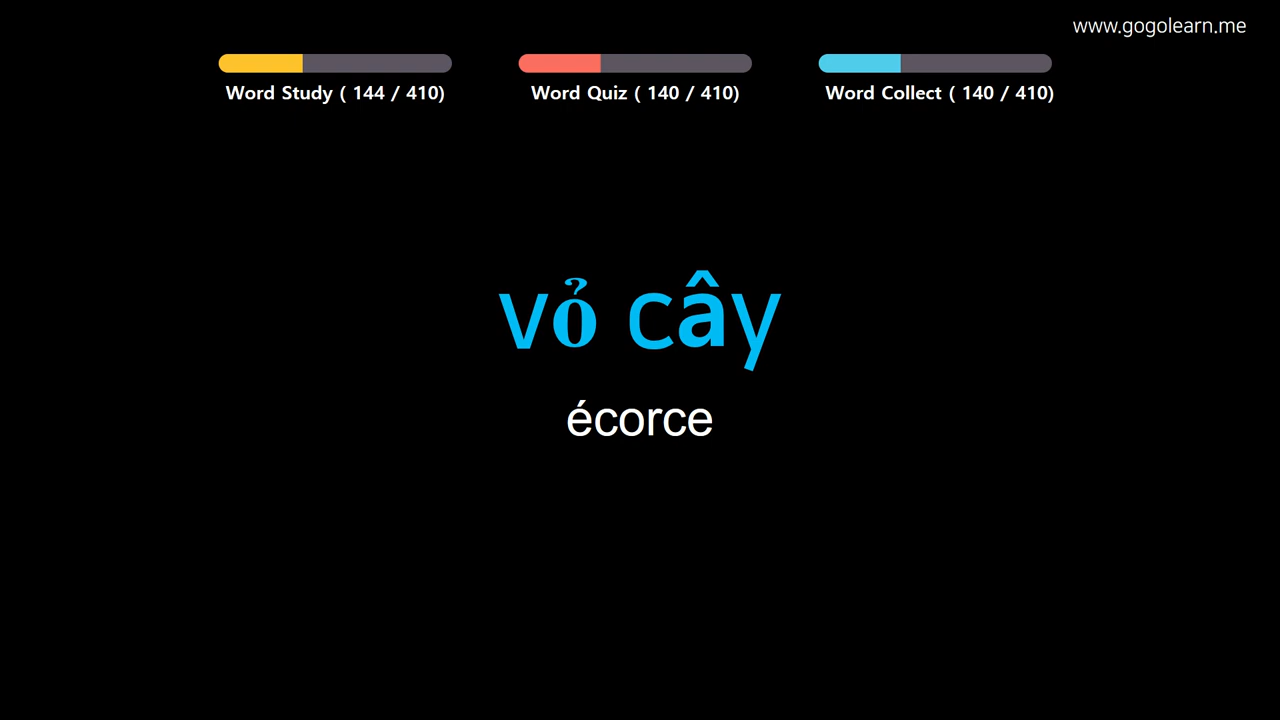 www.gogolearn.me
Word Study ( 144 / 410)
Word Quiz ( 140 / 410)
Word Collect ( 140 / 410)
vỏ cây
écorce